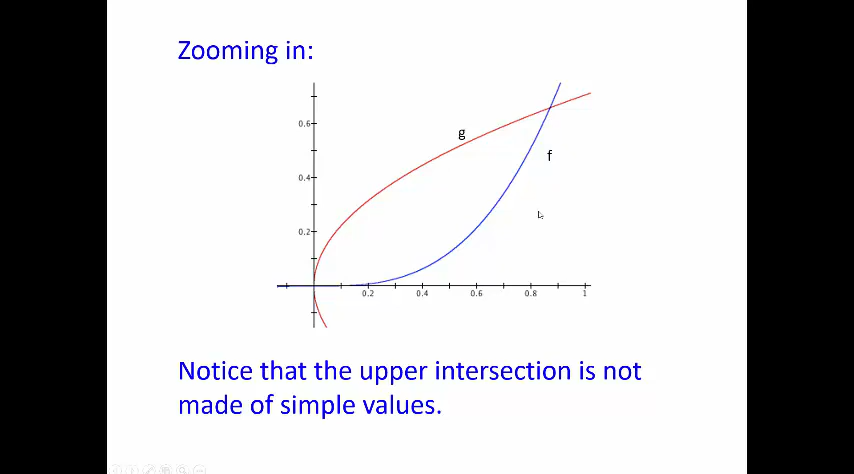 Zooming in:
0.6
g
f
0.4
0.2
0.2 0.4 0.6 0.8 1
Notice that the upper intersection is not
made of simple values.